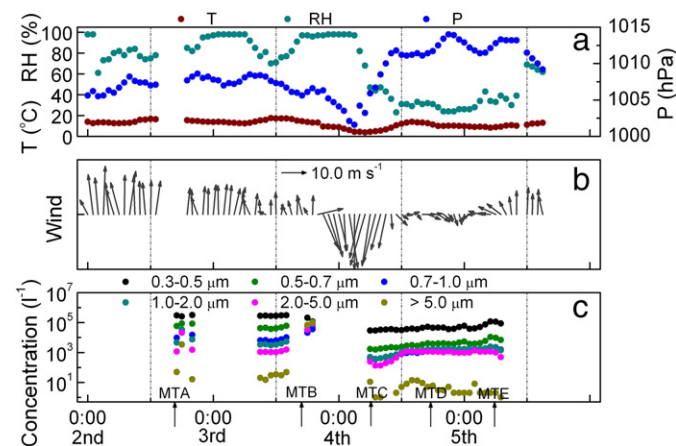 T RH P
100
80
60
40
20
0
T (°C) RH (%)
1015
1010
1005
1000
P (hPa)
a
10.0 m s⁻¹
b
Wind
0.3-0.5 μm 0.5-0.7 μm 0.7-1.0 μm
1.0-2.0 μm 2.0-5.0 μm > 5.0 μm
c
10⁷
10⁵
10³
10¹
Concentration (l⁻¹)
MTA MTB MTC MTD MTE
0:00 0:00 0:00 0:00
2nd 3rd 4th 5th